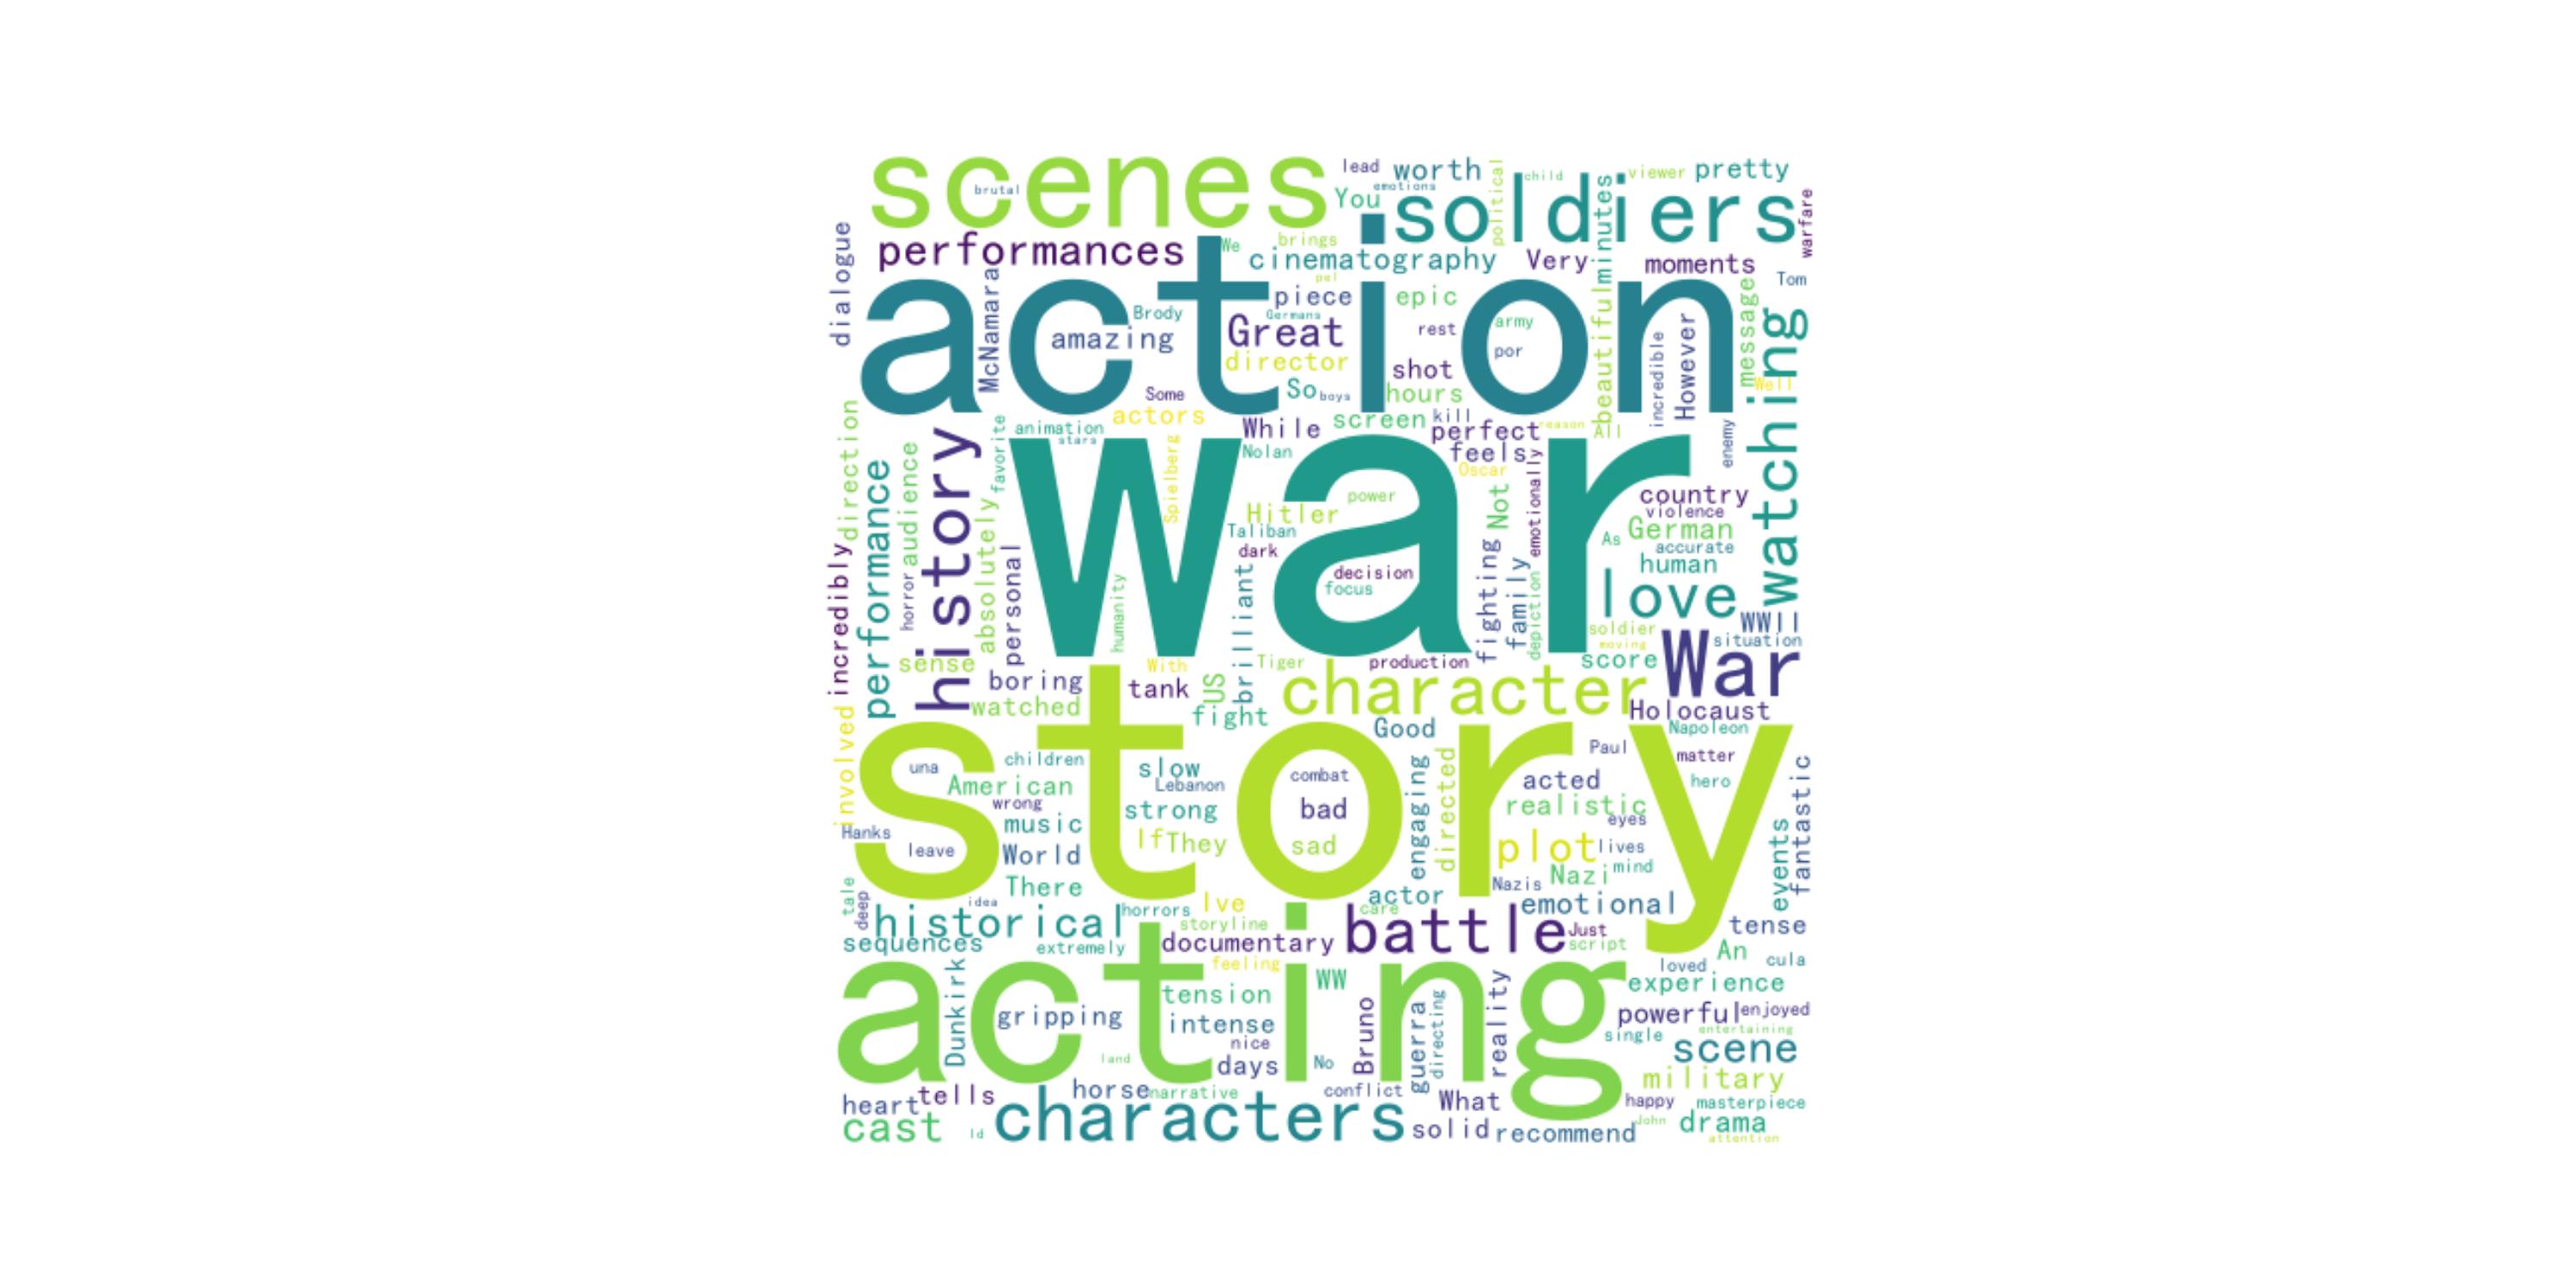 scenes
brutal
lead
worth
You
emotions
political
child
viewer
pretty
soldiers
minutes
warfare
dialogue
performances
We
brings
cinematography
Very
moments
Tom
pel
action
McNamara
amazing
Brody
piece
Germans
Great
director
epic
rest
shot
army
por
beautiful
incredible
However
message
Well
watching
Some
So
boys
hours
actors
direction
animation
stars
While
screen
kill
perfect
reason
All
enemy
history
favorite
audience
performance
Spielberg
Nolan
feels
Oscar
war
power
Hitler
Taliban
dark
decision
focus
Not
emotionally
country
violence
German
As
accurate
human
love
incredibly
horror
absolutely
personal
humanity
brilliant
fighting
family
depiction
soldier
moving
WWII
situation
War
sense
boring
watched
With
tank
US
Tiger
fight
production
character
score
Holocaust
Napoleon
involved
story
una
children
American
wrong
music
World
There
Hanks
leave
slow
Lebanon
strong
If
They
combat
bad
sad
Good
engaging
directed
Paul
matter
acted
hero
realistic
eyes
plot
lives
Nazi
mind
Nazis
fantastic
events
tale
deep
idea
historical
horrors
Ive
storyline
actor
care
emotional
sequences
extremely
documentary
battle
Just
script
tense
An
acting
Dunkirk
feeling
WW
tension
loved
cula
experience
gripping
intense
nice
land
days
No
Bruno
guerra
directing
reality
powerful
enjoyed
entertaining
single
scene
military
heart
tells
horse
narrative
conflict
What
happy
masterpiece
cast
Id
characters
solid
recommend
John
drama
attention